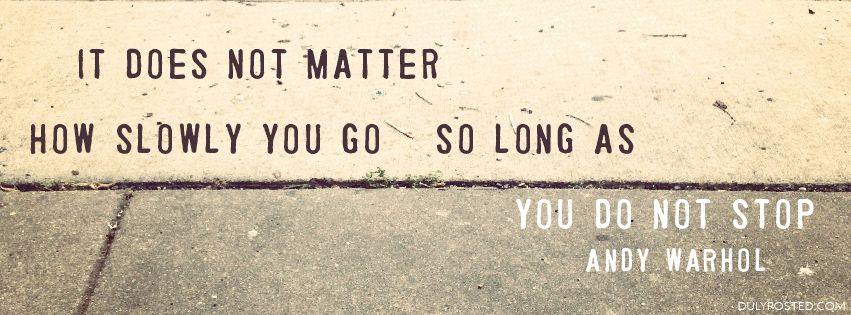 IT DOES NOT MATTER
HOW SLOWLY YOU GO SO LONG AS
YOU DO NOT STOP
ANDY WARHOL
DULYPOSTED.COM